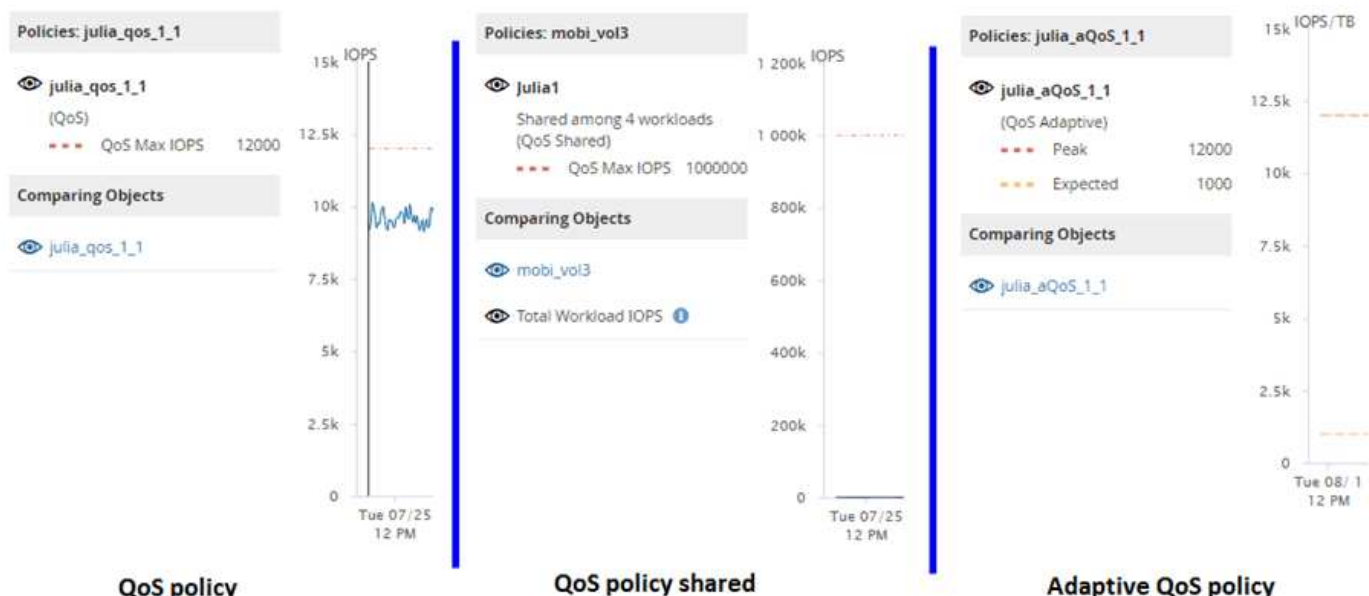 Policies: julia_qos_1_1
julia_qos_1_1
(QoS)
QoS Max IOPS 12000
Comparing Objects
julia_qos_1_1
IOPS
15k
12.5k
10k
7.5k
5k
2.5k
0
Tue 07/25
12 PM
QoS policy
Policies: mobi_vol3
Julia1
Shared among 4 workloads
(QoS Shared)
QoS Max IOPS 1000000
Comparing Objects
mobi_vol3
Total Workload IOPS
IOPS
1 200k
1 000k
800k
600k
400k
200k
0
Tue 07/25
12 PM
QoS policy shared
Policies: julia_aQoS_1_1
julia_aQoS_1_1
(QoS Adaptive)
Peak 12000
Expected 1000
Comparing Objects
julia_aQoS_1_1
IOPS/TB
15k
12.5k
10k
7.5k
5k
2.5k
0
Tue 08/ 1
12 PM
Adaptive QoS policy